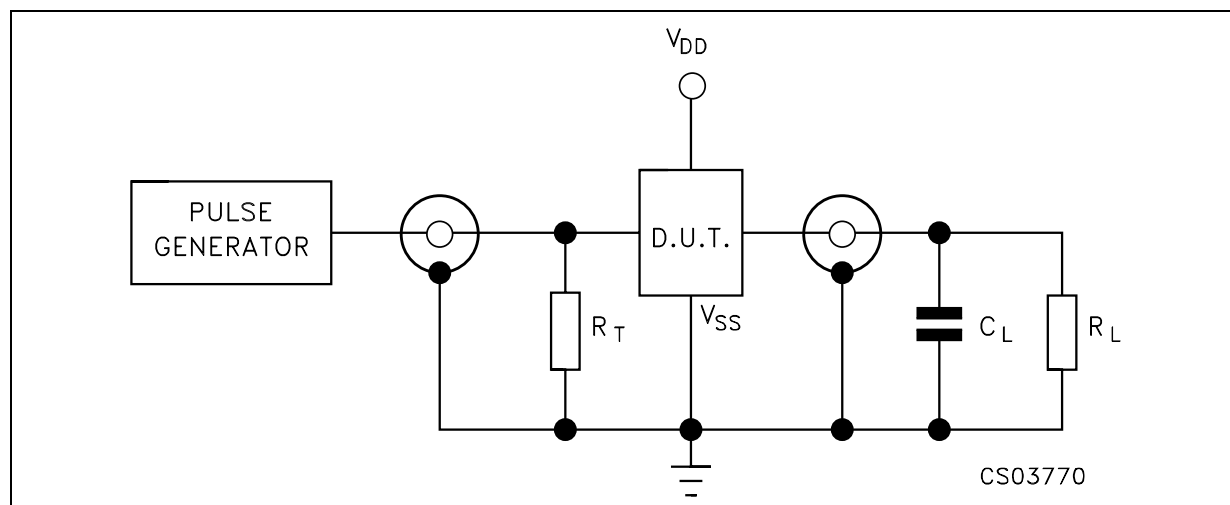 VDD
PULSE
GENERATOR
D.U.T.
VSS
RT
CL
RL
CS03770